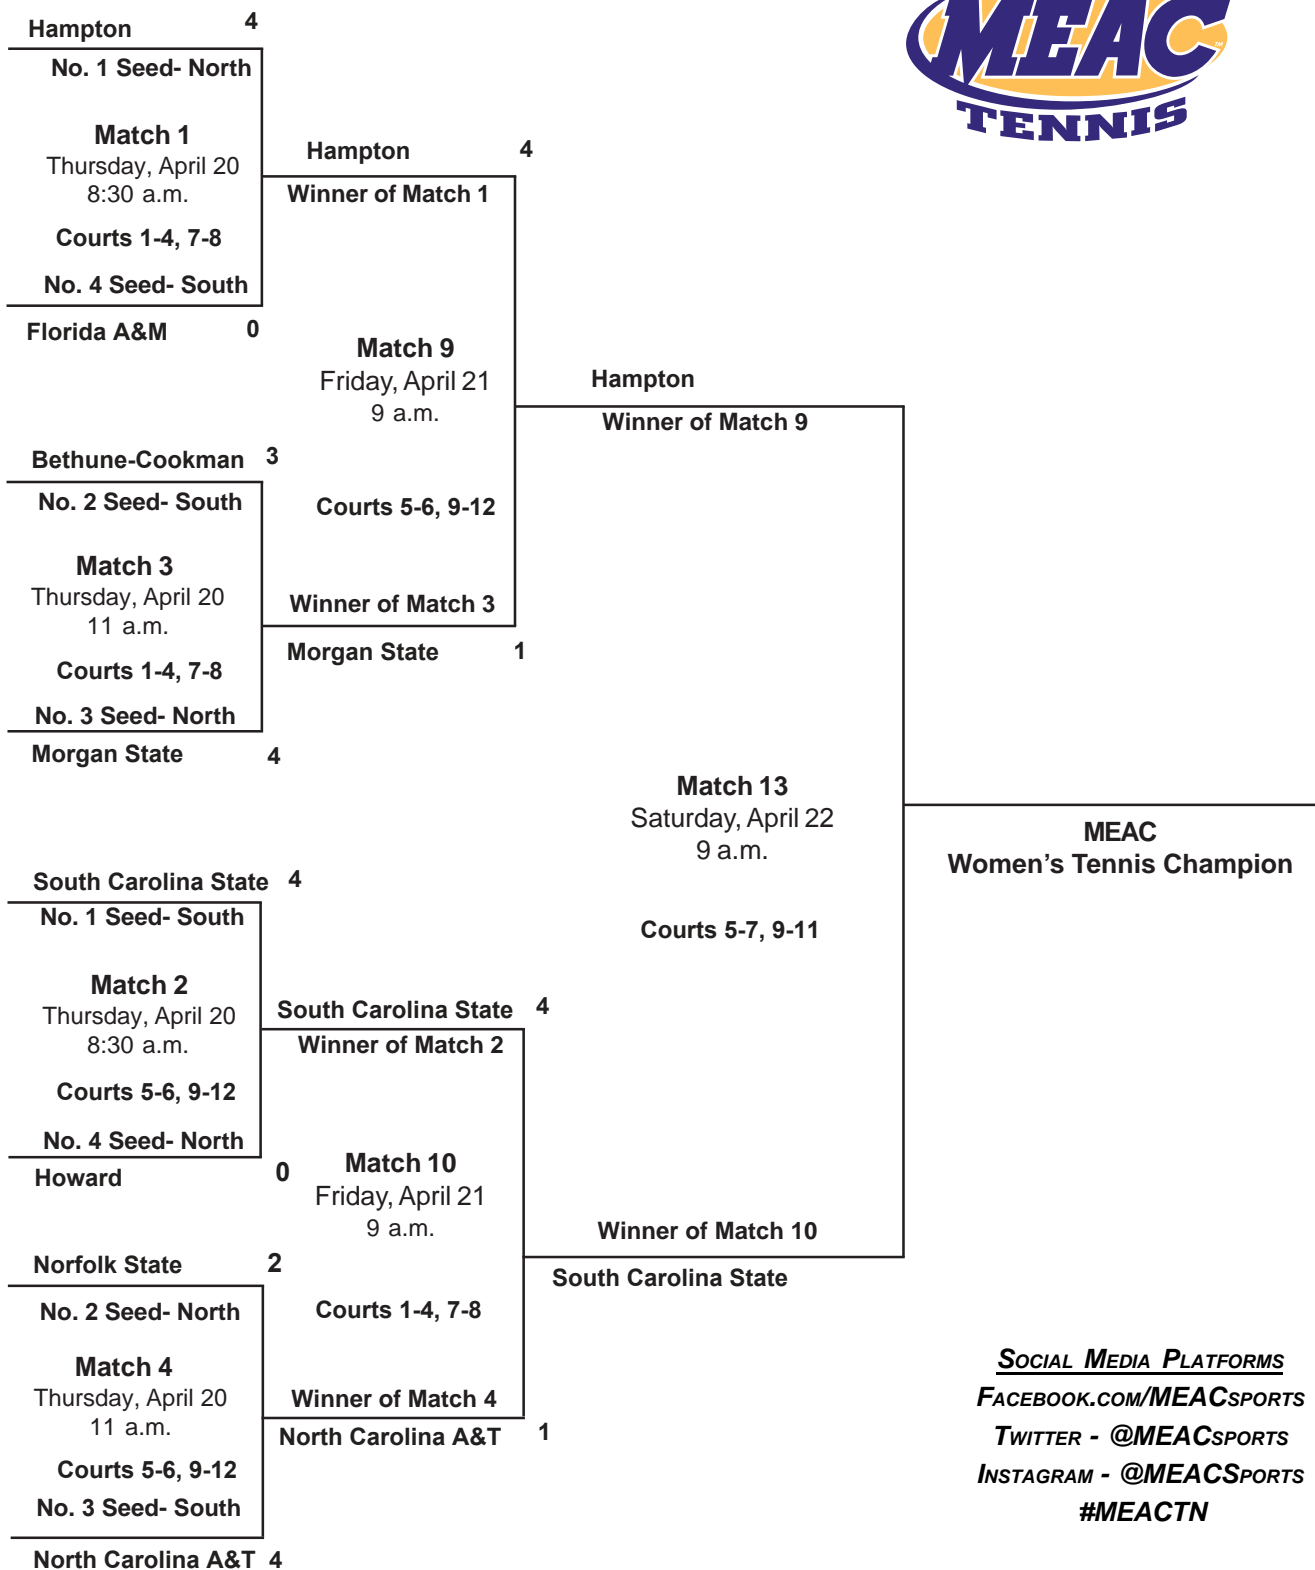 MEAC
TENNIS
Hampton 4
No. 1 Seed- North
Match 1
Thursday, April 20
8:30 a.m.
Courts 1-4, 7-8
No. 4 Seed- South
Florida A&M 0
Bethune-Cookman 3
No. 2 Seed- South
Match 3
Thursday, April 20
11 a.m.
Courts 1-4, 7-8
No. 3 Seed- North
Morgan State 4
South Carolina State 4
No. 1 Seed- South
Match 2
Thursday, April 20
8:30 a.m.
Courts 5-6, 9-12
No. 4 Seed- North
Howard 0
Norfolk State 2
No. 2 Seed- North
Match 4
Thursday, April 20
11 a.m.
Courts 5-6, 9-12
No. 3 Seed- South
North Carolina A&T 4
Hampton 4
Winner of Match 1
Match 9
Friday, April 21
9 a.m.
Courts 5-6, 9-12
Winner of Match 3
Morgan State 1
South Carolina State 4
Winner of Match 2
Match 10
Friday, April 21
9 a.m.
Courts 1-4, 7-8
Winner of Match 4
North Carolina A&T 1
Hampton
Winner of Match 9
Match 13
Saturday, April 22
9 a.m.
Courts 5-7, 9-11
Winner of Match 10
South Carolina State
MEAC
Women's Tennis Champion
Social Media Platforms
Facebook.com/MEACsports
Twitter - @MEACsports
Instagram - @MEACSports
#MEACTN